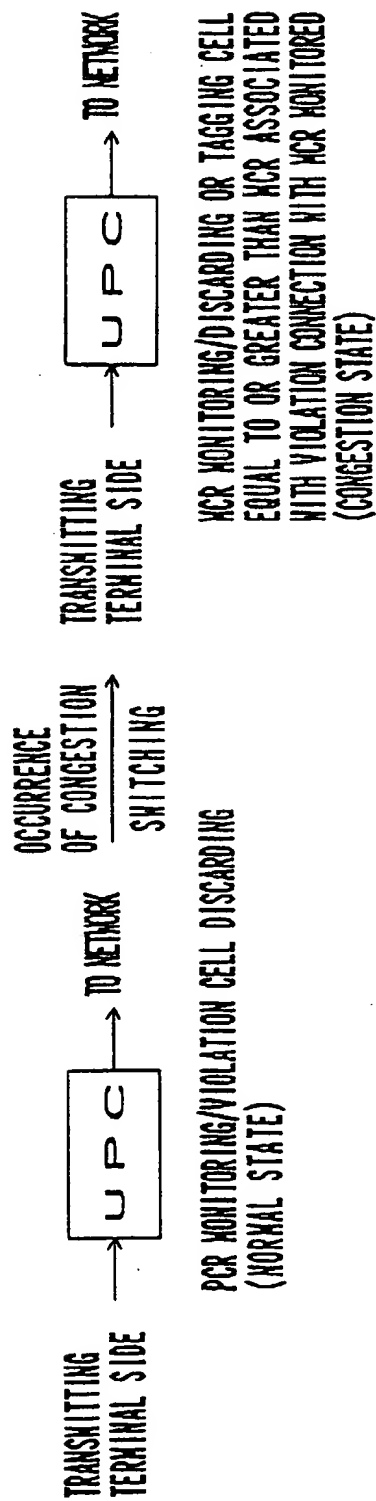 TRANSMITTING
TERMINAL SIDE
UPC
TO NETWORK
PCR MONITORING/VIOLATION CELL DISCARDING
(NORMAL STATE)
OCCURRENCE
OF CONGESTION
SWITCHING
TRANSMITTING
TERMINAL SIDE
UPC
TO NETWORK
MCR MONITORING/DISCARDING OR TAGGING CELL
EQUAL TO OR GREATER THAN MCR ASSOCIATED
WITH VIOLATION CONNECTION WITH MCR MONITORED
(CONGESTION STATE)